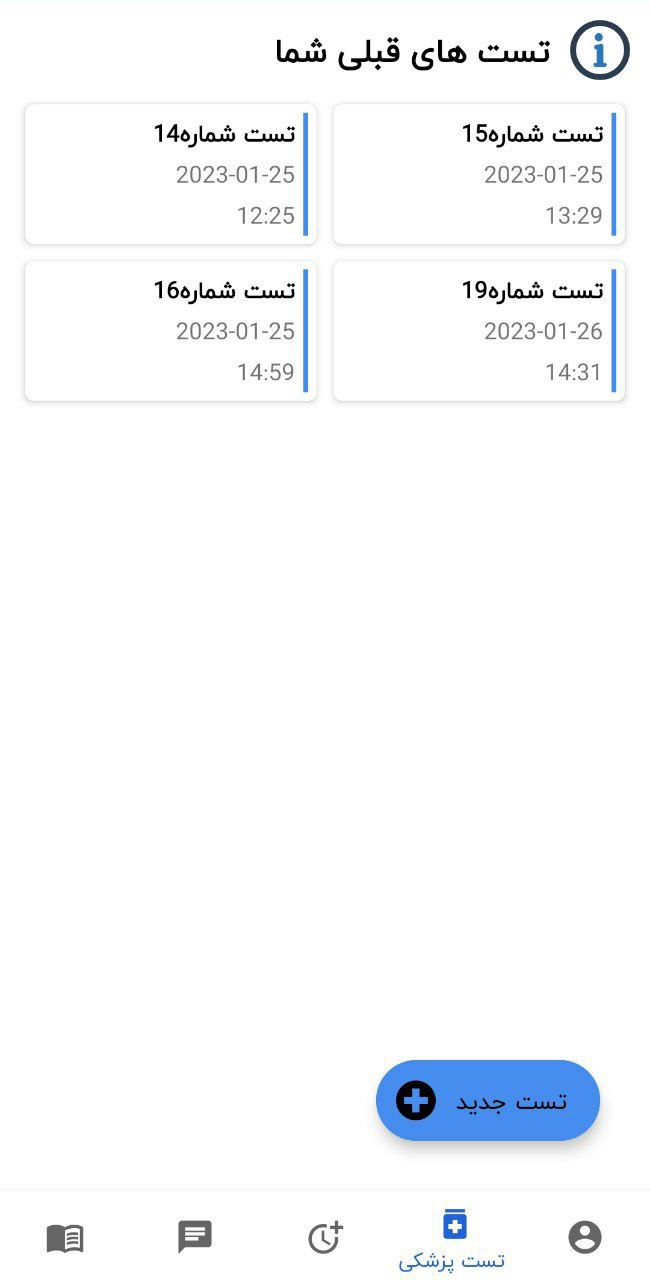 تست های قبلی شما
تست شماره15
2023-01-25
13:29
تست شماره14
2023-01-25
12:25
تست شماره19
2023-01-26
14:31
تست شماره16
2023-01-25
14:59
تست جدید
تست پزشکی